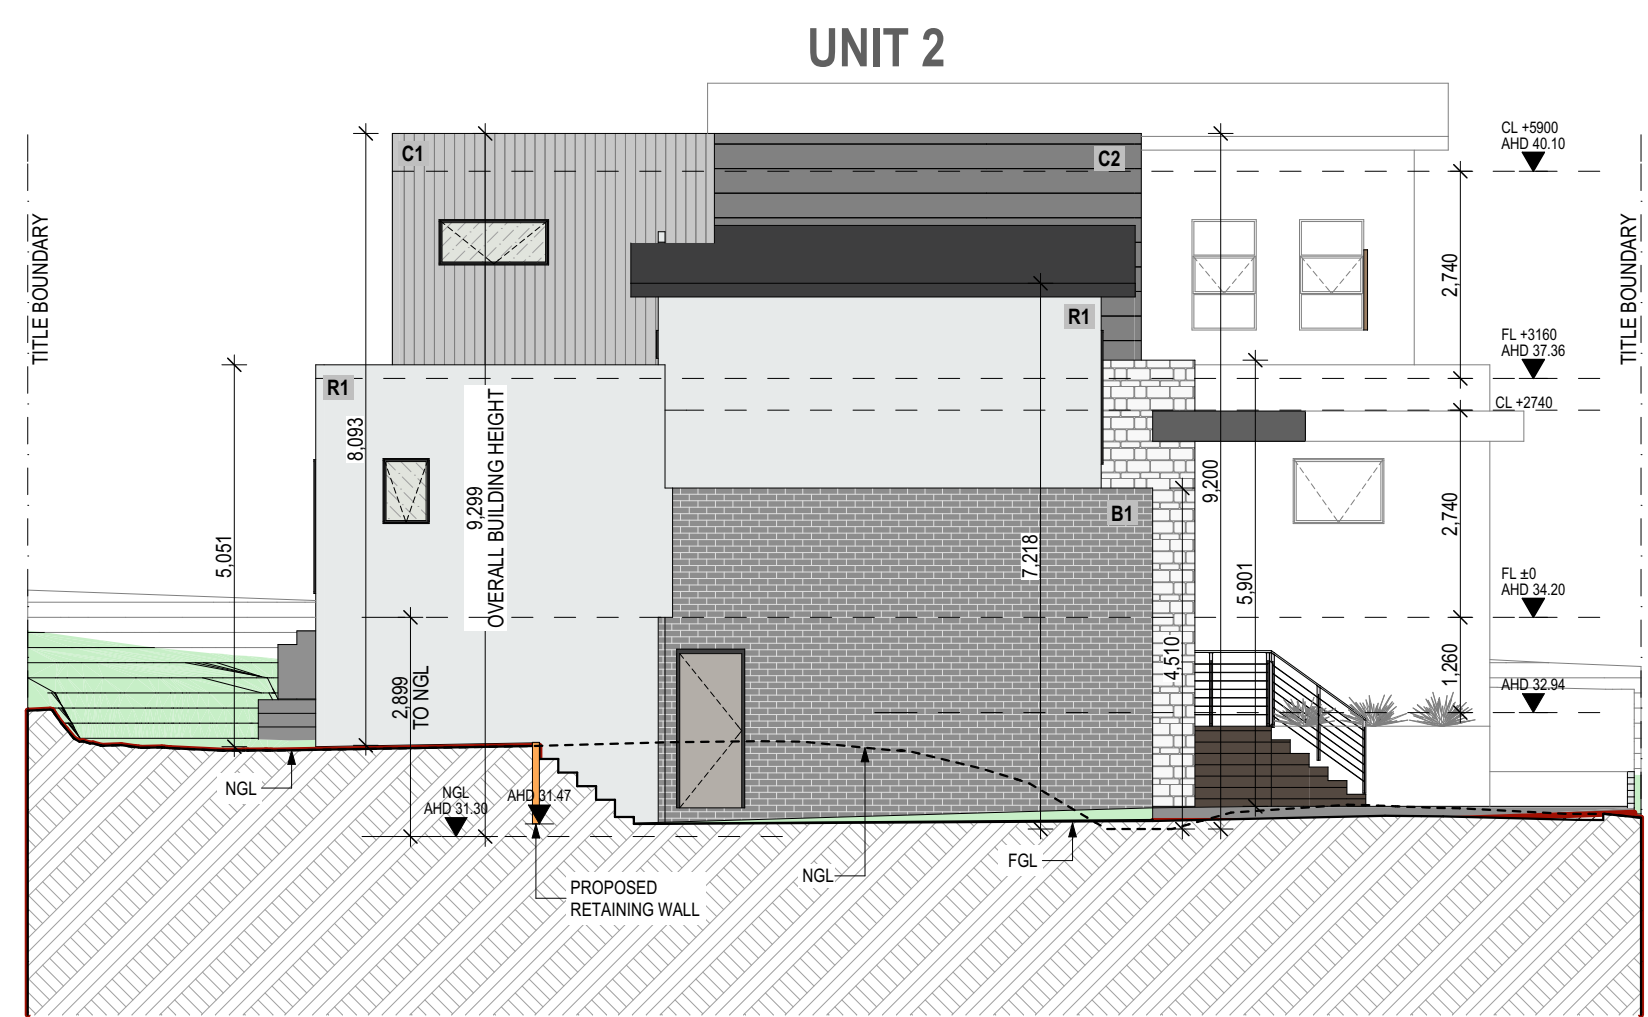 UNIT 2
CL +5900
AHD 40.10
C1
C2
TITLE BOUNDARY
TITLE BOUNDARY
2,740
R1
FL +3160
AHD 37.36
R1
CL +2740
8,093
9,299
OVERALL BUILDING HEIGHT
9,200
B1
2,740
5,051
7,218
5,901
FL ±0
AHD 34.20
4,510
1,260
2,899
TO NGL
AHD 32.94
NGL
NGL
AHD 31.30
AHD 31.47
FGL
NGL
PROPOSED
RETAINING WALL